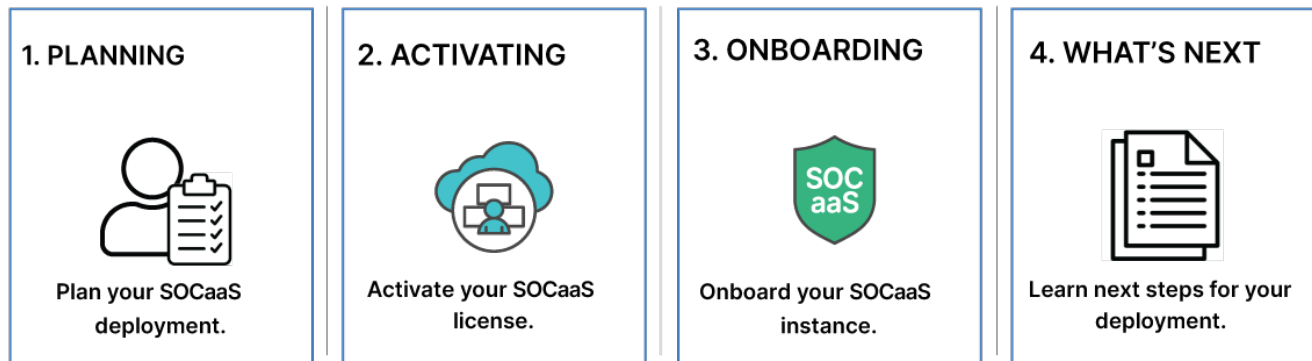 1. PLANNING
Plan your SOCaaS
deployment.
2. ACTIVATING
Activate your SOCaaS
license.
3. ONBOARDING
SOC
aaS
Onboard your SOCaaS
instance.
4. WHAT'S NEXT
Learn next steps for your
deployment.